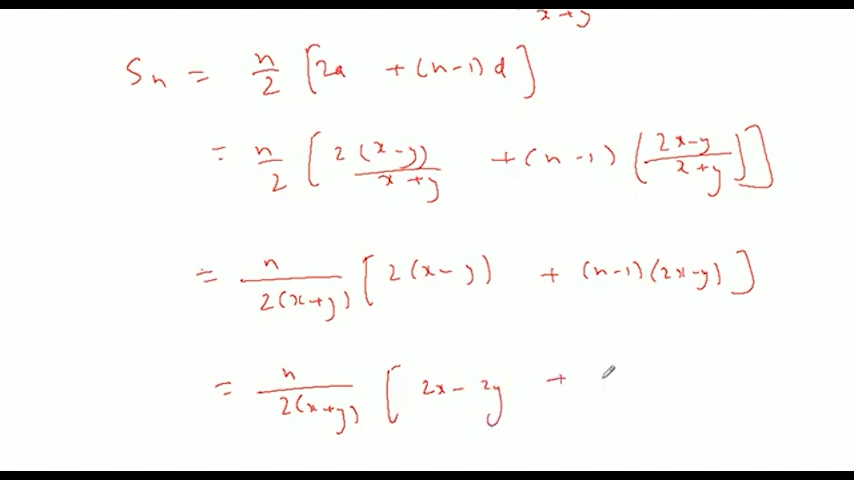 x+y
Sn = n/2 [2a + (n-1)d]
= n/2 [2(x-y)/x+y + (n-1)(2x-y/x+y)]
= n/2(x+y) [2(x-y) + (n-1)(2x-y)]
= n/2(x+y) [2x-2y +